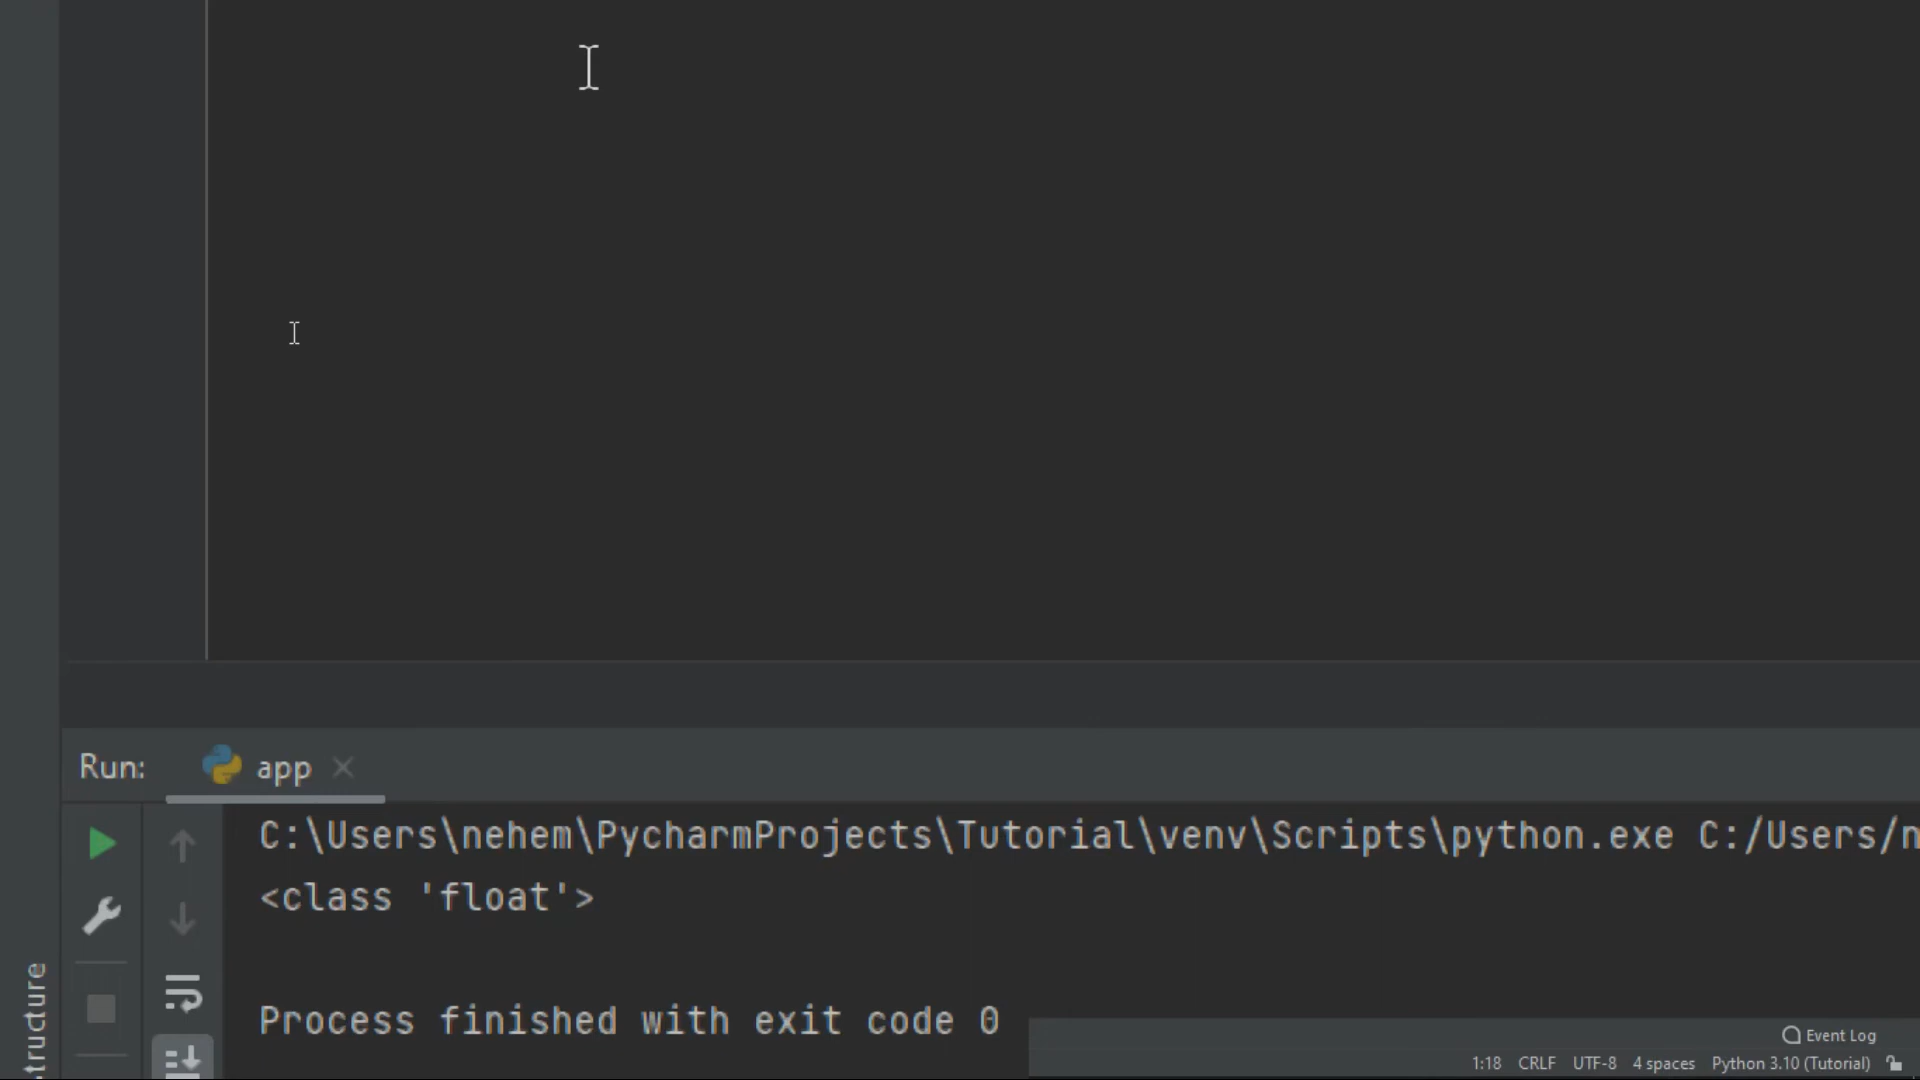 Run: app
C:\Users\nehem\PycharmProjects\Tutorial\venv\Scripts\python.exe C:/Users/n
<class 'float'>
Process finished with exit code 0
tructure
Event Log
1:18 CRLF UTF-8 4 spaces Python 3.10 (Tutorial)